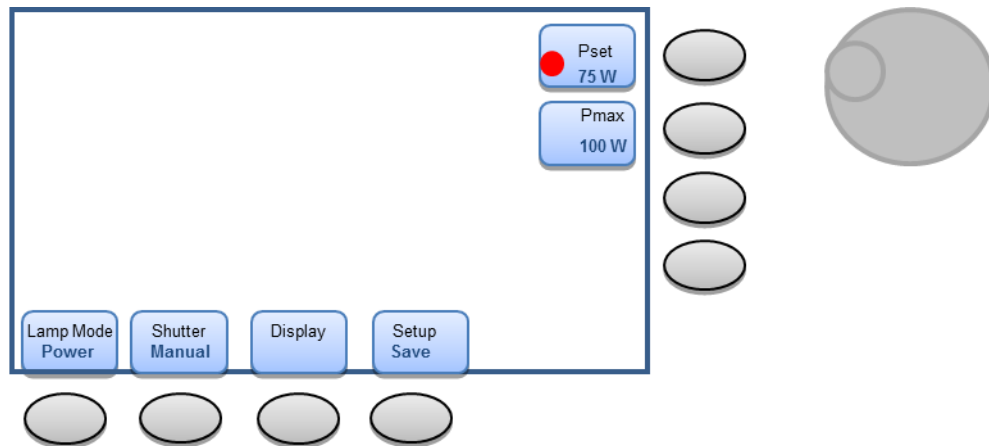 Pset
75 W
Pmax
100 W
Lamp Mode
Power
Shutter
Manual
Display
Setup
Save